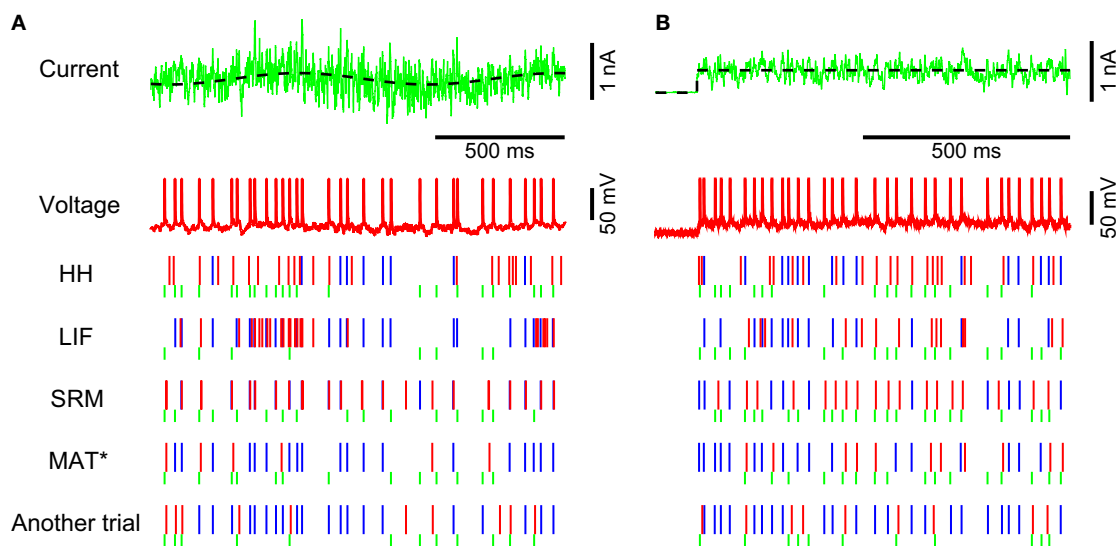 A
B
Current
1 nA
1 nA
500 ms
500 ms
Voltage
50 mV
50 mV
HH
LIF
SRM
MAT*
Another trial